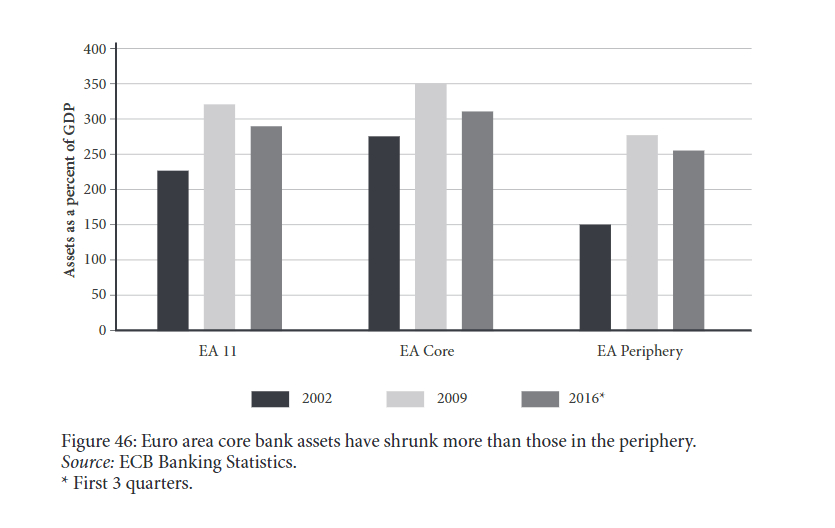 Assets as a percent of GDP
400
350
300
250
200
150
100
50
0
EA 11 EA Core EA Periphery
2002 2009 2016*
Figure 46: Euro area core bank assets have shrunk more than those in the periphery.
Source: ECB Banking Statistics.
* First 3 quarters.